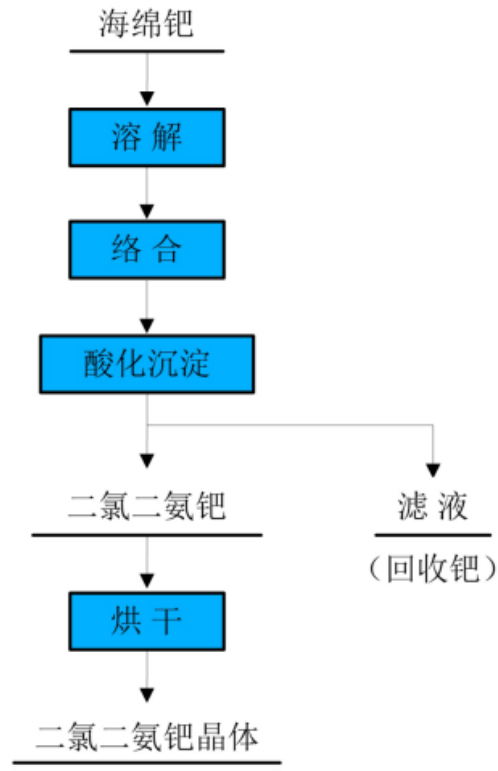 海绵钯
溶 解
络 合
酸化沉淀
二氯二氨钯
滤 液
（回收钯）
烘 干
二氯二氨钯晶体